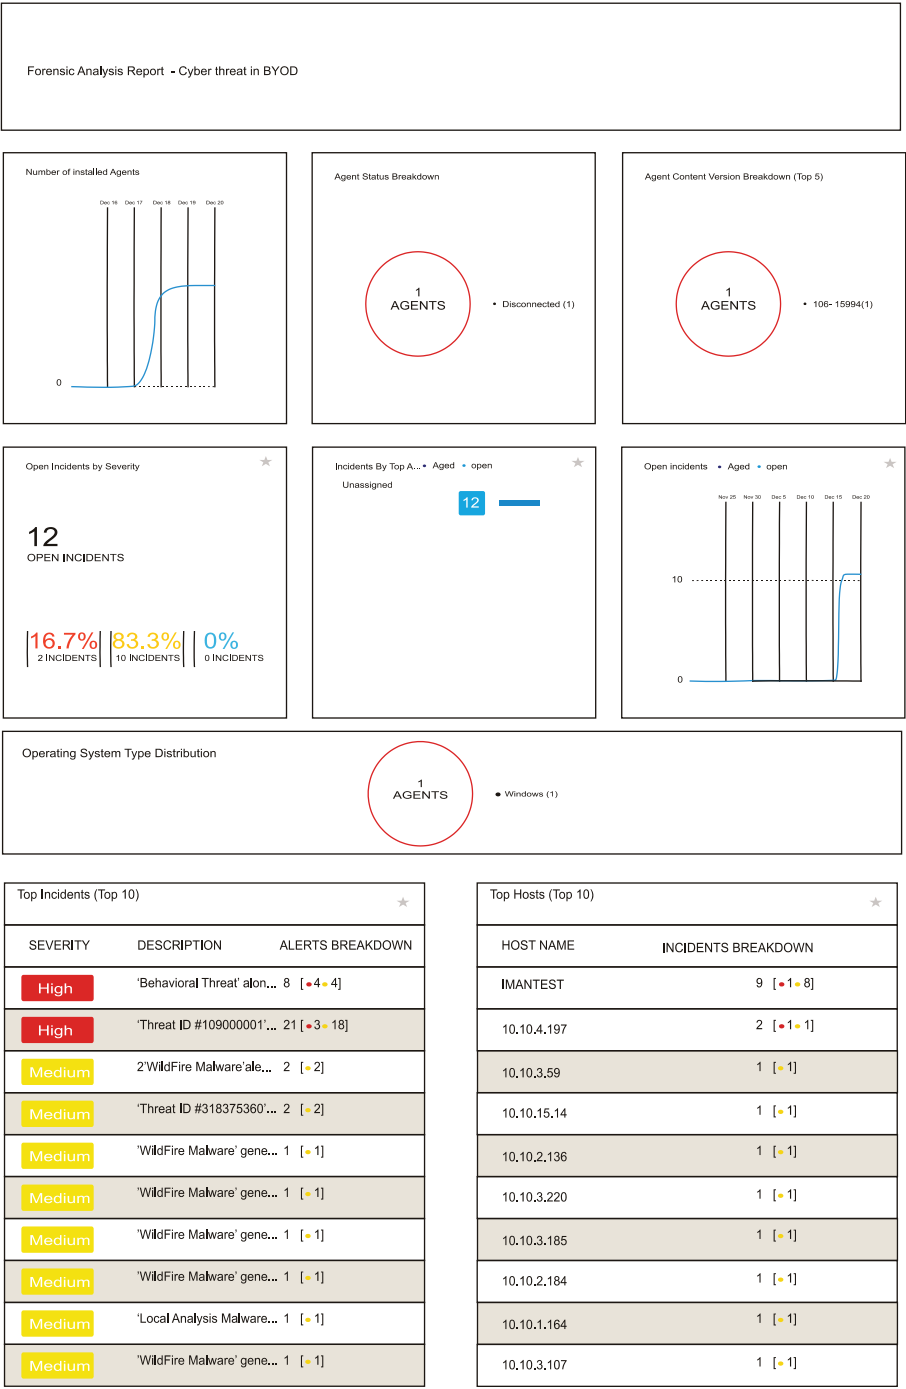 Forensic Analysis Report - Cyber threat in BYOD
Number of installed Agents
Dec 16 Dec 17 Dec 18 Dec 19 Dec 20
0
Agent Status Breakdown
1
AGENTS
• Disconnected (1)
Agent Content Version Breakdown (Top 5)
1
AGENTS
• 106- 15994(1)
Open Incidents by Severity
12
OPEN INCIDENTS
16.7% 83.3% 0%
2 INCIDENTS 10 INCIDENTS 0 INCIDENTS
Incidents By Top A... • Aged • open
Unassigned
12
Open incidents • Aged • open
Nov 25 Nov 30 Dec 5 Dec 10 Dec 15 Dec 20
10
0
Operating System Type Distribution
1
AGENTS
• Windows (1)
Top Incidents (Top 10)
SEVERITY DESCRIPTION ALERTS BREAKDOWN
High 'Behavioral Threat' alon... 8 [•4•4]
High 'Threat ID #109000001'... 21 [•3•18]
Medium 2'WildFire Malware'ale... 2 [•2]
Medium 'Threat ID #318375360'... 2 [•2]
Medium 'WildFire Malware' gene... 1 [•1]
Medium 'WildFire Malware' gene... 1 [•1]
Medium 'WildFire Malware' gene... 1 [•1]
Medium 'WildFire Malware' gene... 1 [•1]
Medium 'Local Analysis Malware... 1 [•1]
Medium 'WildFire Malware' gene... 1 [•1]
Top Hosts (Top 10)
HOST NAME INCIDENTS BREAKDOWN
IMANTEST 9 [•1•8]
10.10.4.197 2 [•1•1]
10.10.3.59 1 [•1]
10.10.15.14 1 [•1]
10.10.2.136 1 [•1]
10.10.3.220 1 [•1]
10.10.3.185 1 [•1]
10.10.2.184 1 [•1]
10.10.1.164 1 [•1]
10.10.3.107 1 [•1]